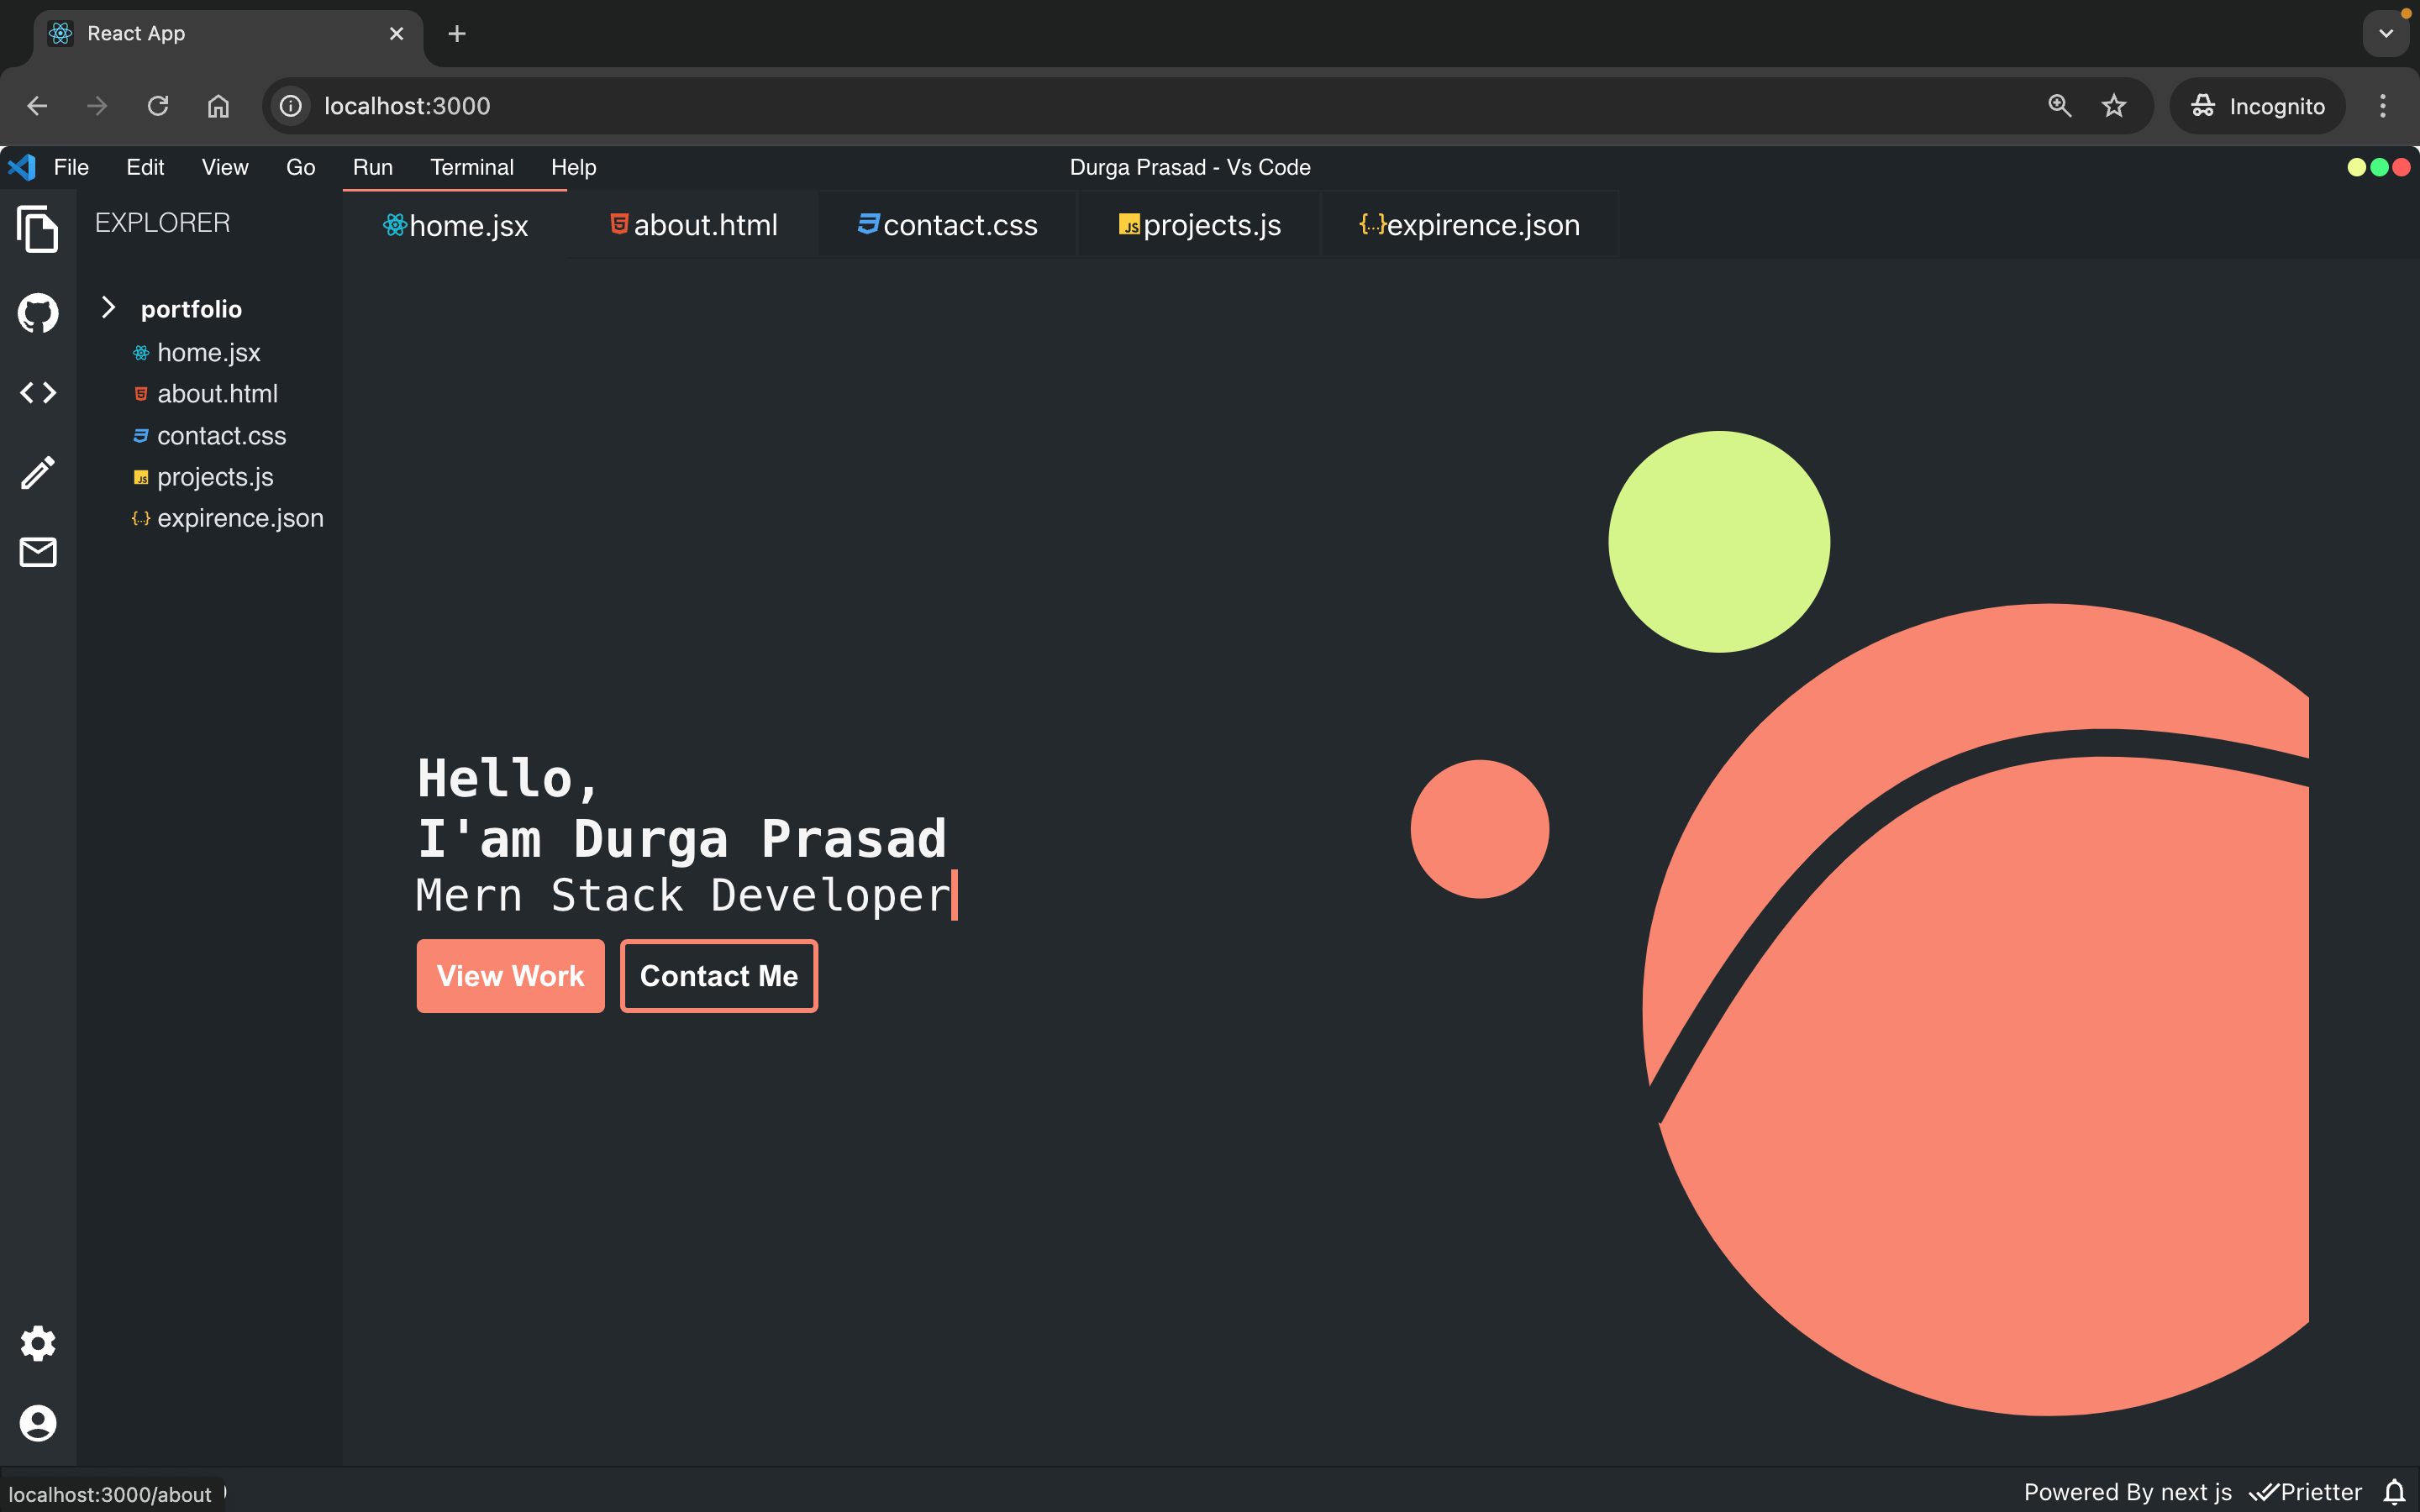 React App
localhost:3000
Incognito
File Edit View Go Run Terminal Help
Durga Prasad - Vs Code
EXPLORER
home.jsx
about.html
contact.css
JS projects.js
{...} expirence.json
portfolio
home.jsx
about.html
contact.css
JS projects.js
{...} expirence.json
Hello,
I'am Durga Prasad
Mern Stack Developer
View Work
Contact Me
localhost:3000/about
Powered By next js
Prietter